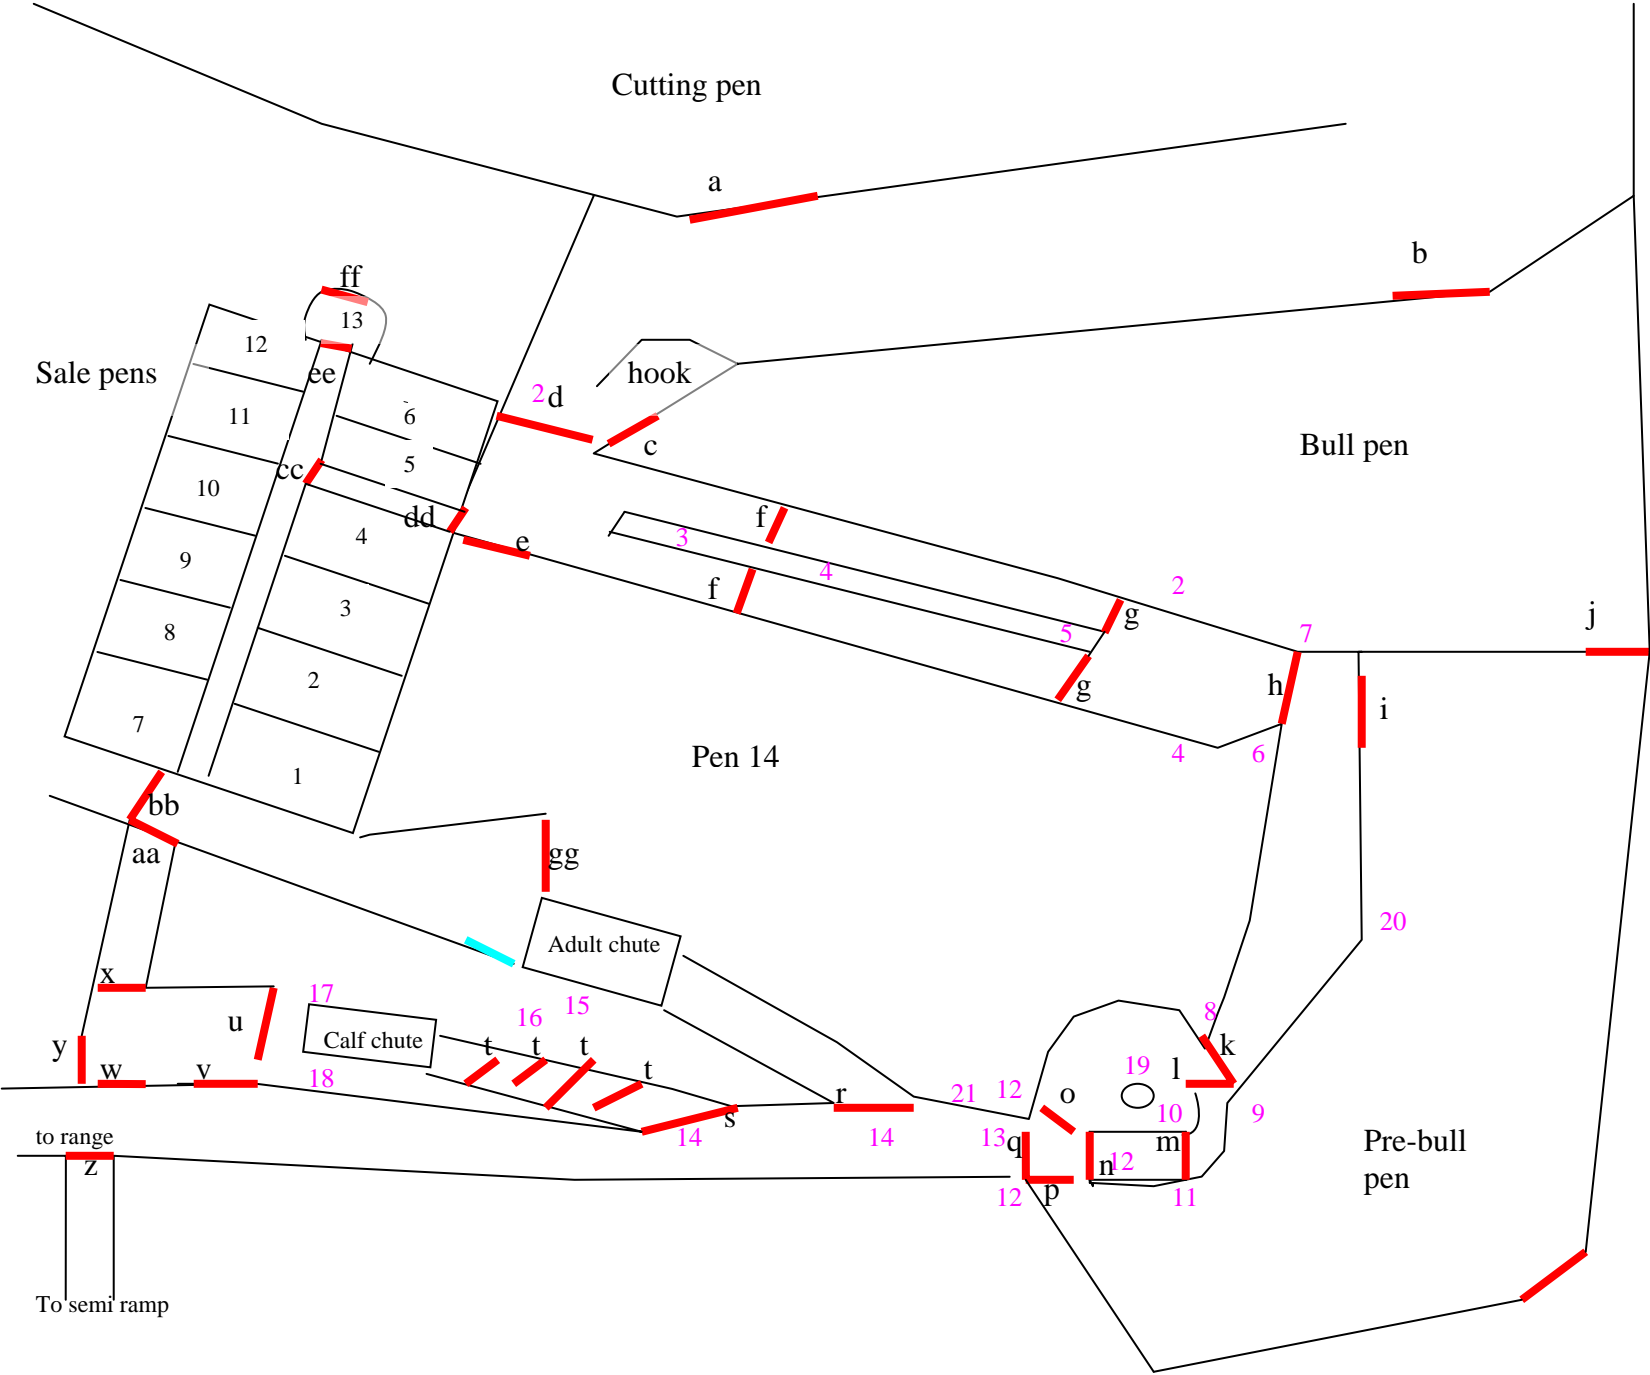 Cutting pen
a
b
ff
13
12
Sale pens
ee
hook
2
d
11
6
c
Bull pen
cc
5
10
dd
f
4
e
3
9
4
f
3
2
j
8
g
5
7
2
g
h
i
7
Pen 14
4
6
1
bb
aa
gg
20
Adult chute
x
17
15
8
u
16
Calf chute
t
t
t
k
y
19
w
_v
18
t
l
r
21
12
o
10
9
s
14
14
13
q
m
to range
Pre-bull
pen
z
n
12
p
12
11
To semi ramp